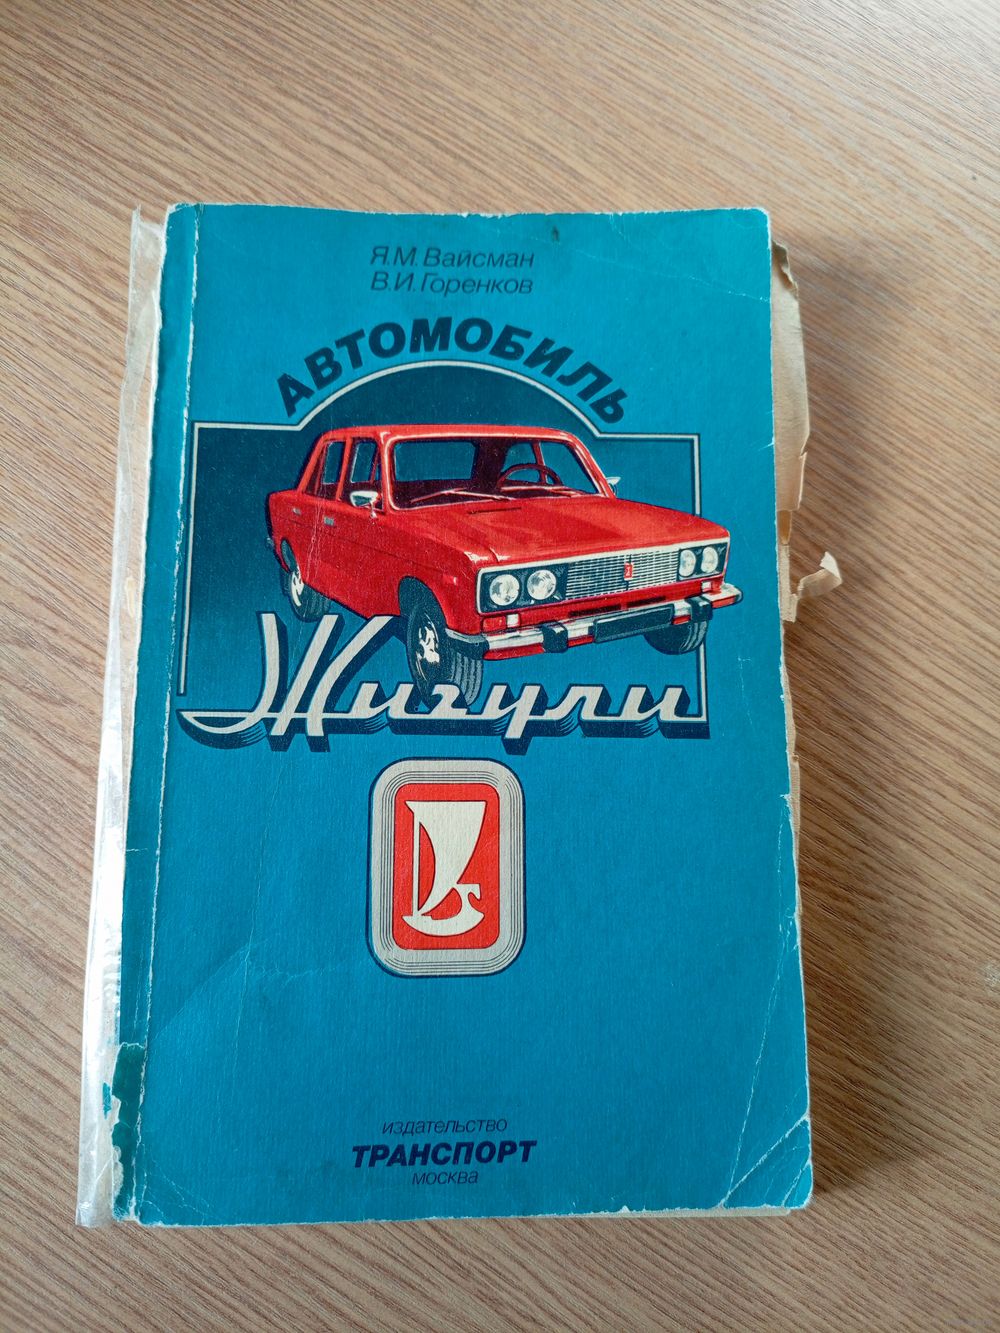 Я.М. Вайсман
В.И. Горенков
АВТОМОБИЛЬ
Жигули
издательство
ТРАНСПОРТ
москва